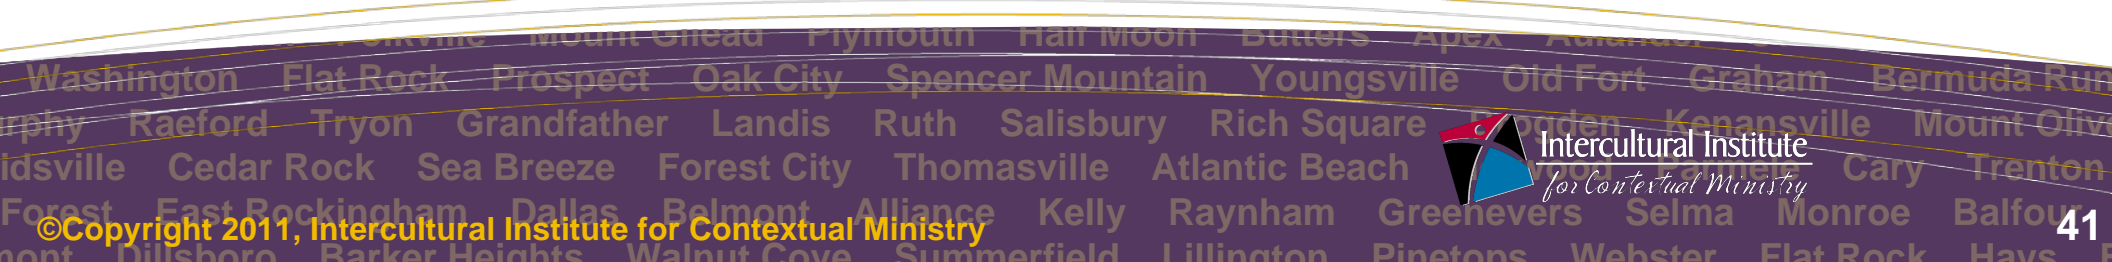 Polkville Mount Gilead Plymouth Half Moon Butters Apex
Washington Flat Rock Prospect Oak City Spencer Mountain Youngsville Old Fort Graham Bermuda Run
Raeford Tryon Grandfather Landis Ruth Salisbury Rich Square Kenansville Mount Olive
Cedar Rock Sea Breeze Forest City Thomasville Atlantic Beach Cary Trenton
Intercultural Institute
for Contextual Ministry
Forest East Rockingham Dallas Belmont Alliance Kelly Raynham Greenevers Selma Monroe Balfour
©Copyright 2011, Intercultural Institute for Contextual Ministry
41
Dillsboro Barker Heights Walnut Cove Summerfield Lillington Pinetops Webster Flat Rock Hays